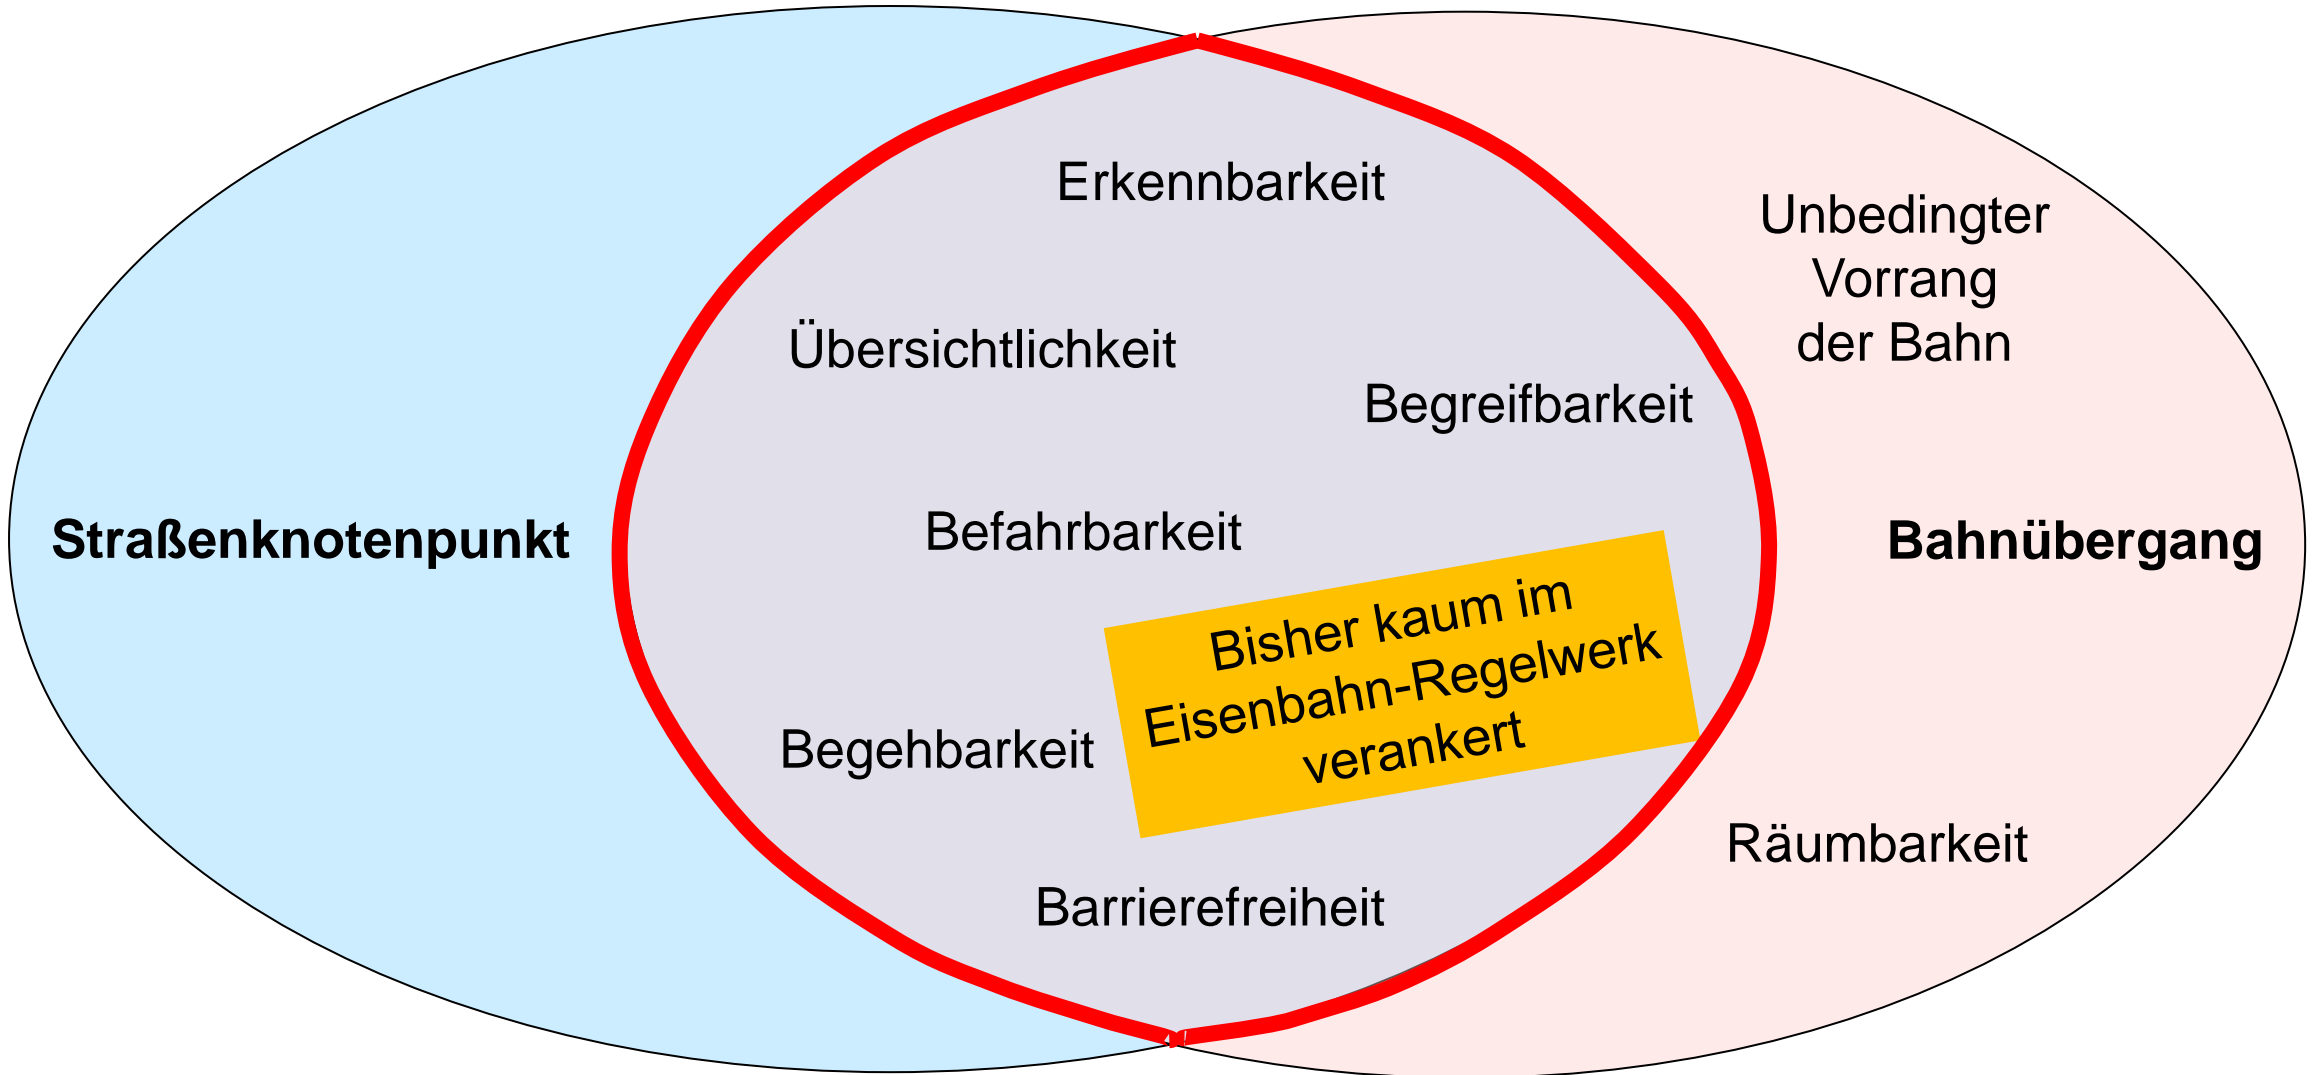 Erkennbarkeit
Unbedingter
Vorrang
der Bahn
Übersichtlichkeit
Begreifbarkeit
Straßenknotenpunkt
Befahrbarkeit
Bahnübergang
Bisher kaum im
Eisenbahn-Regelwerk
verankert
Begehbarkeit
Räumbarkeit
Barrierefreiheit